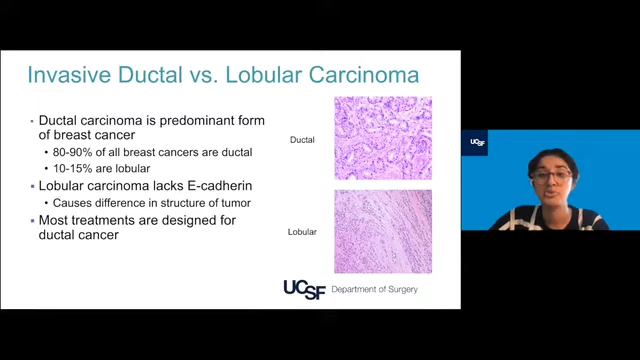 Invasive Ductal vs. Lobular Carcinoma
Ductal carcinoma is predominant form
of breast cancer
80-90% of all breast cancers are ductal
10-15% are lobular
Lobular carcinoma lacks E-cadherin
Causes difference in structure of tumor
Most treatments are designed for
ductal cancer
Ductal
Lobular
UCSF Department of Surgery
UCSF